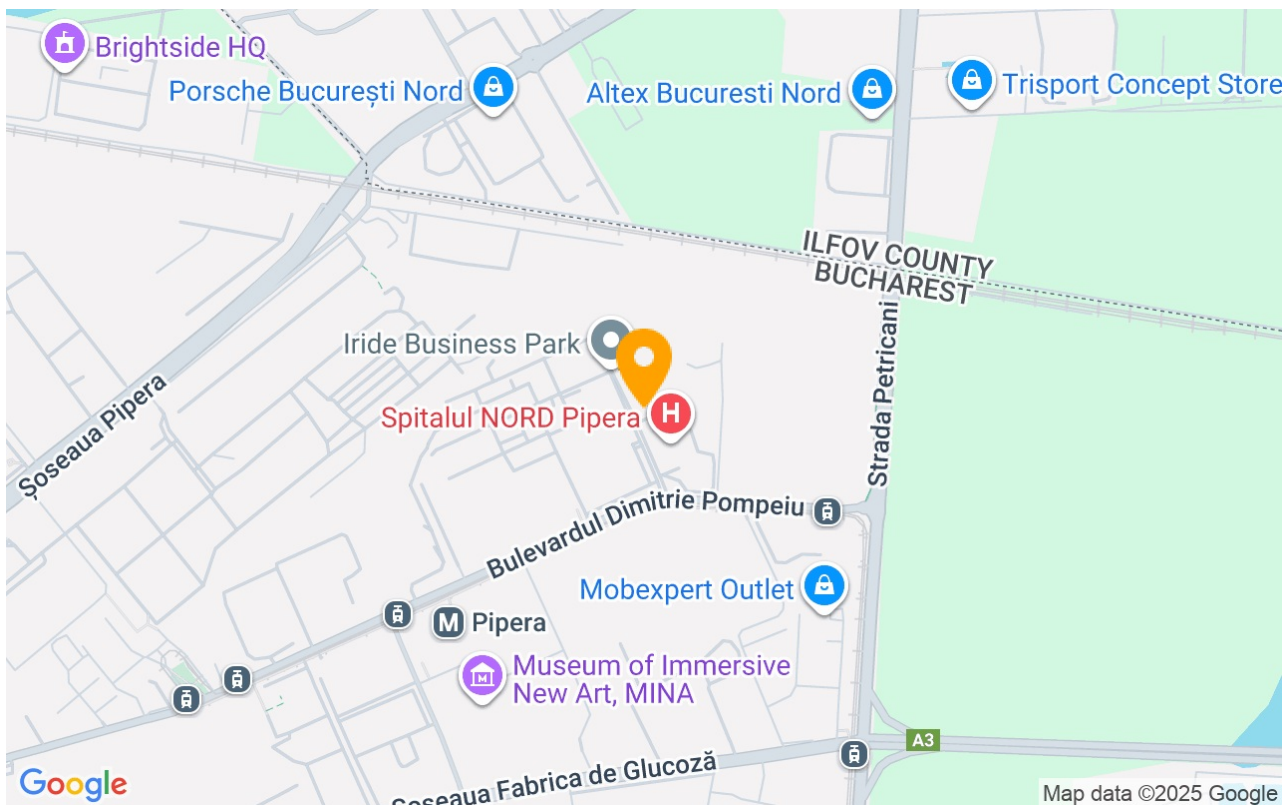 Brightside HQ
Porsche București Nord
Altex Bucuresti Nord
Trisport Concept Store
ILFOV COUNTY
BUCHAREST
Iride Business Park
Șoseaua Pipera
Spitalul NORD Pipera
H
Strada Petricani
Bulevardul Dimitrie Pompeiu
Mobexpert Outlet
M Pipera
Museum of Immersive
New Art, MINA
M
A3
Șoseaua Fabrica de Glucoză
Google
Map data ©2025 Google